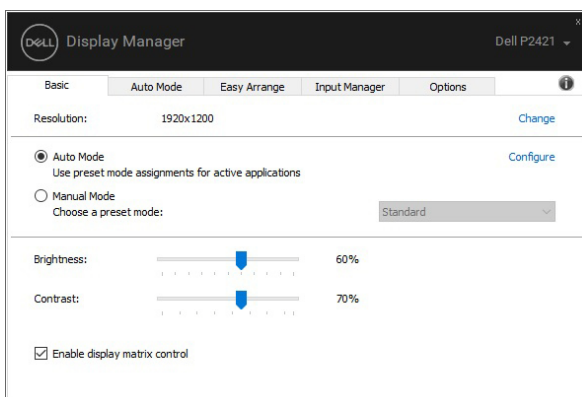 DELL Display Manager Dell P2421
x
Basic Auto Mode Easy Arrange Input Manager Options i
Resolution: 1920x1200 Change
Auto Mode Configure
Use preset mode assignments for active applications
Manual Mode
Choose a preset mode: Standard
Brightness: 60%
Contrast: 70%
Enable display matrix control